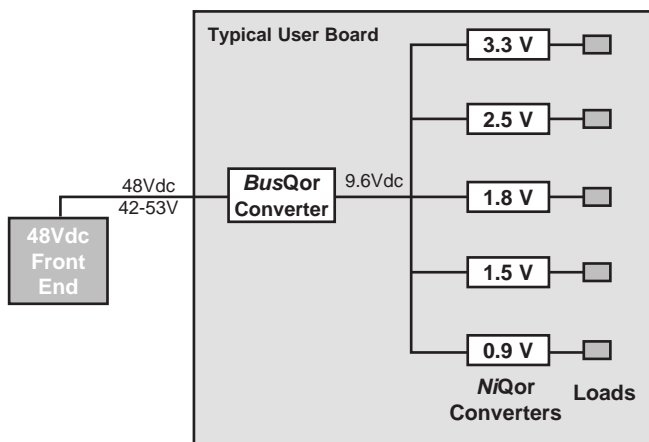 Typical User Board
3.3 V
2.5 V
48Vdc
42-53V
BusQor
Converter
9.6Vdc
1.8 V
48Vdc
Front
End
1.5 V
0.9 V
NiQor
Converters
Loads